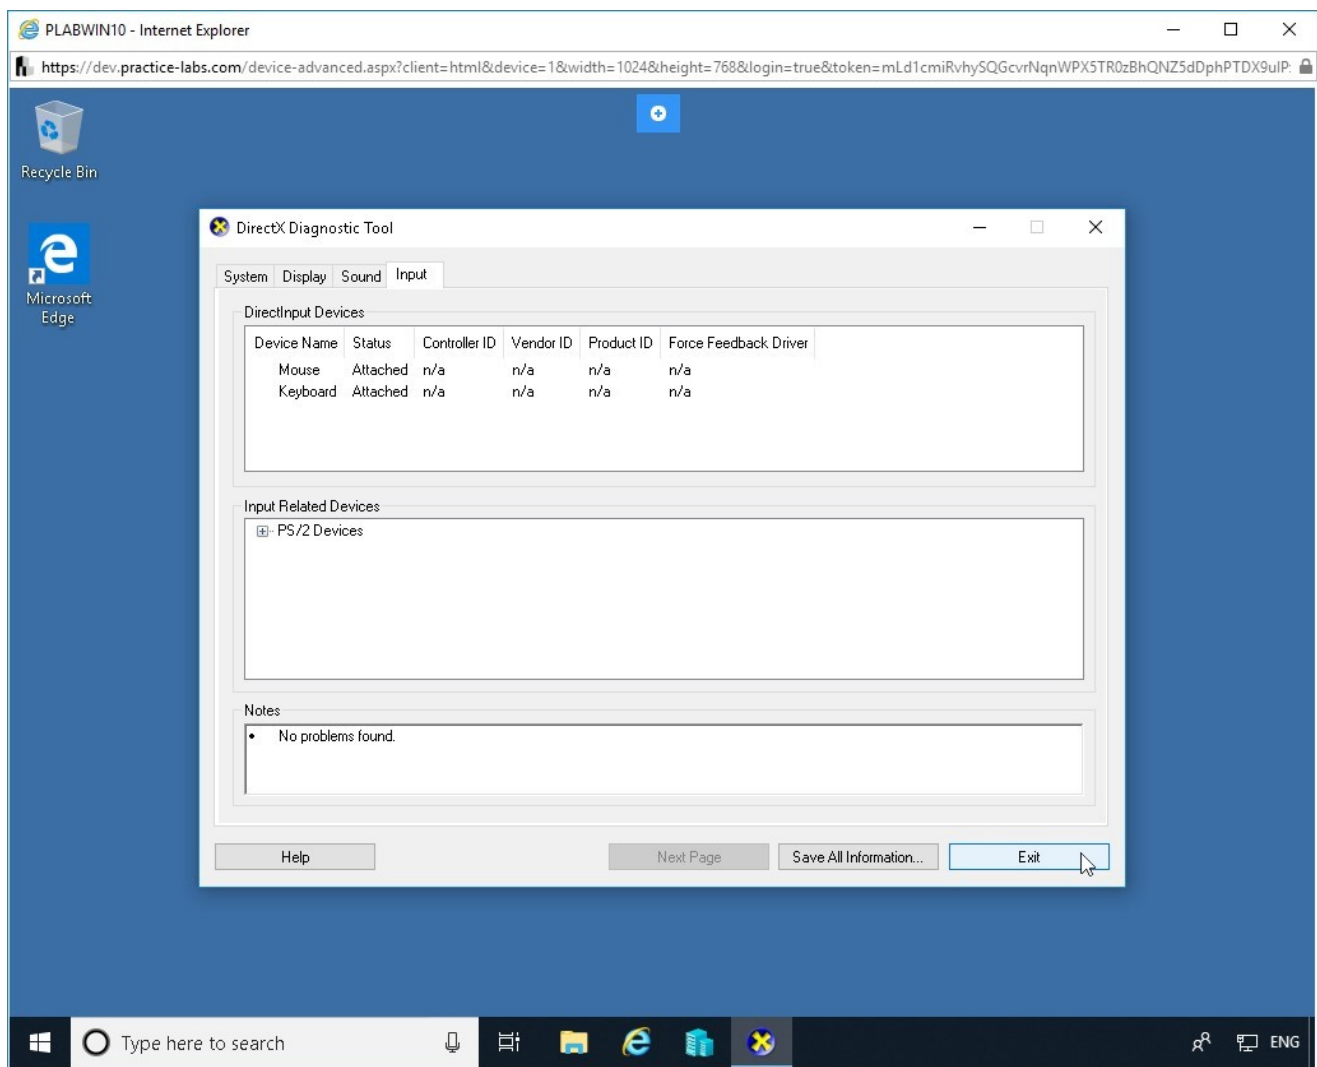 PLABWIN10 - Internet Explorer
https://dev.practice-labs.com/device-advanced.aspx?client=html&device=1&width=1024&height=768&login=true&token=mLd1cmiRvhySQGcvrNqnWPX5TR0zBhQNZ5dDphPTDX9ulP:
Recycle Bin
Microsoft
Edge
DirectX Diagnostic Tool
System Display Sound Input
DirectInput Devices
Device Name Status Controller ID Vendor ID Product ID Force Feedback Driver
Mouse Attached n/a n/a n/a n/a
Keyboard Attached n/a n/a n/a n/a
Input Related Devices
PS/2 Devices
Notes
• No problems found.
Help Next Page Save All Information... Exit
Type here to search
ENG